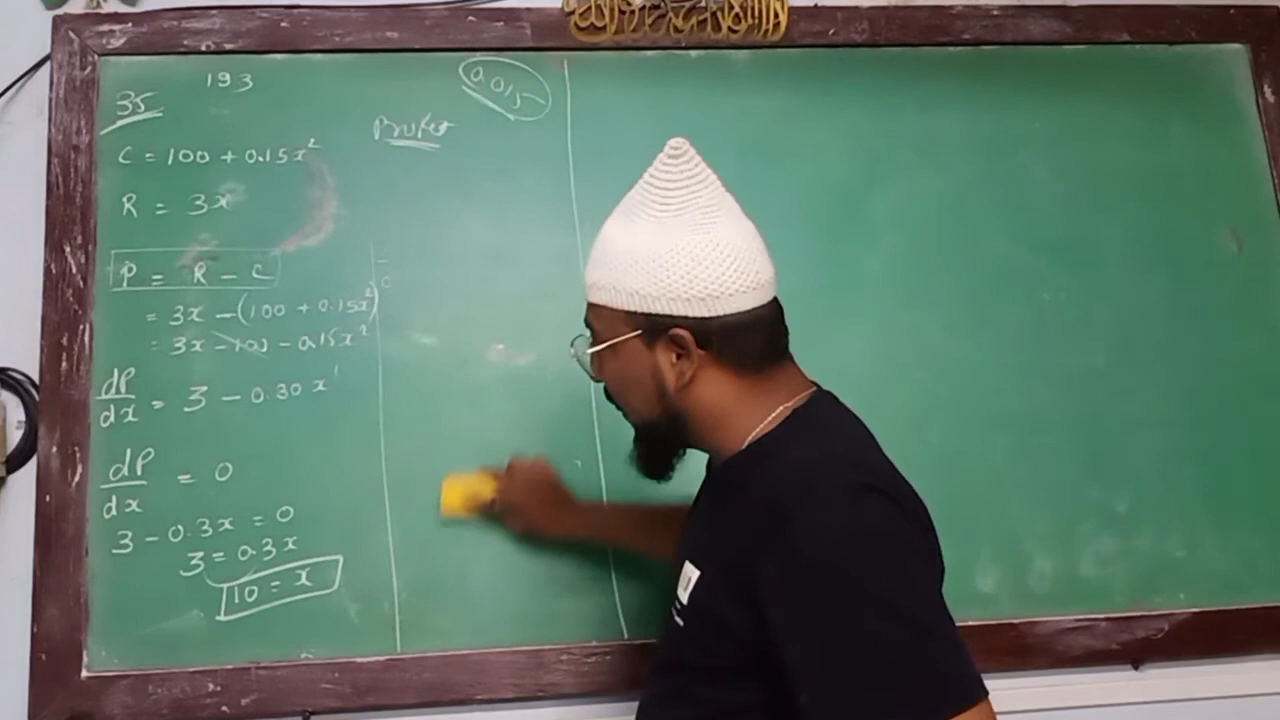 193
35
0.015
Profit
C = 100 + 0.15x²
R = 3x
P = R - C
= 3x - (100 + 0.15x²)
= 3x - 100 - 0.15x²
dP/dx = 3 - 0.30x¹
dP/dx = 0
3 - 0.3x = 0
3 = 0.3x
10 = x